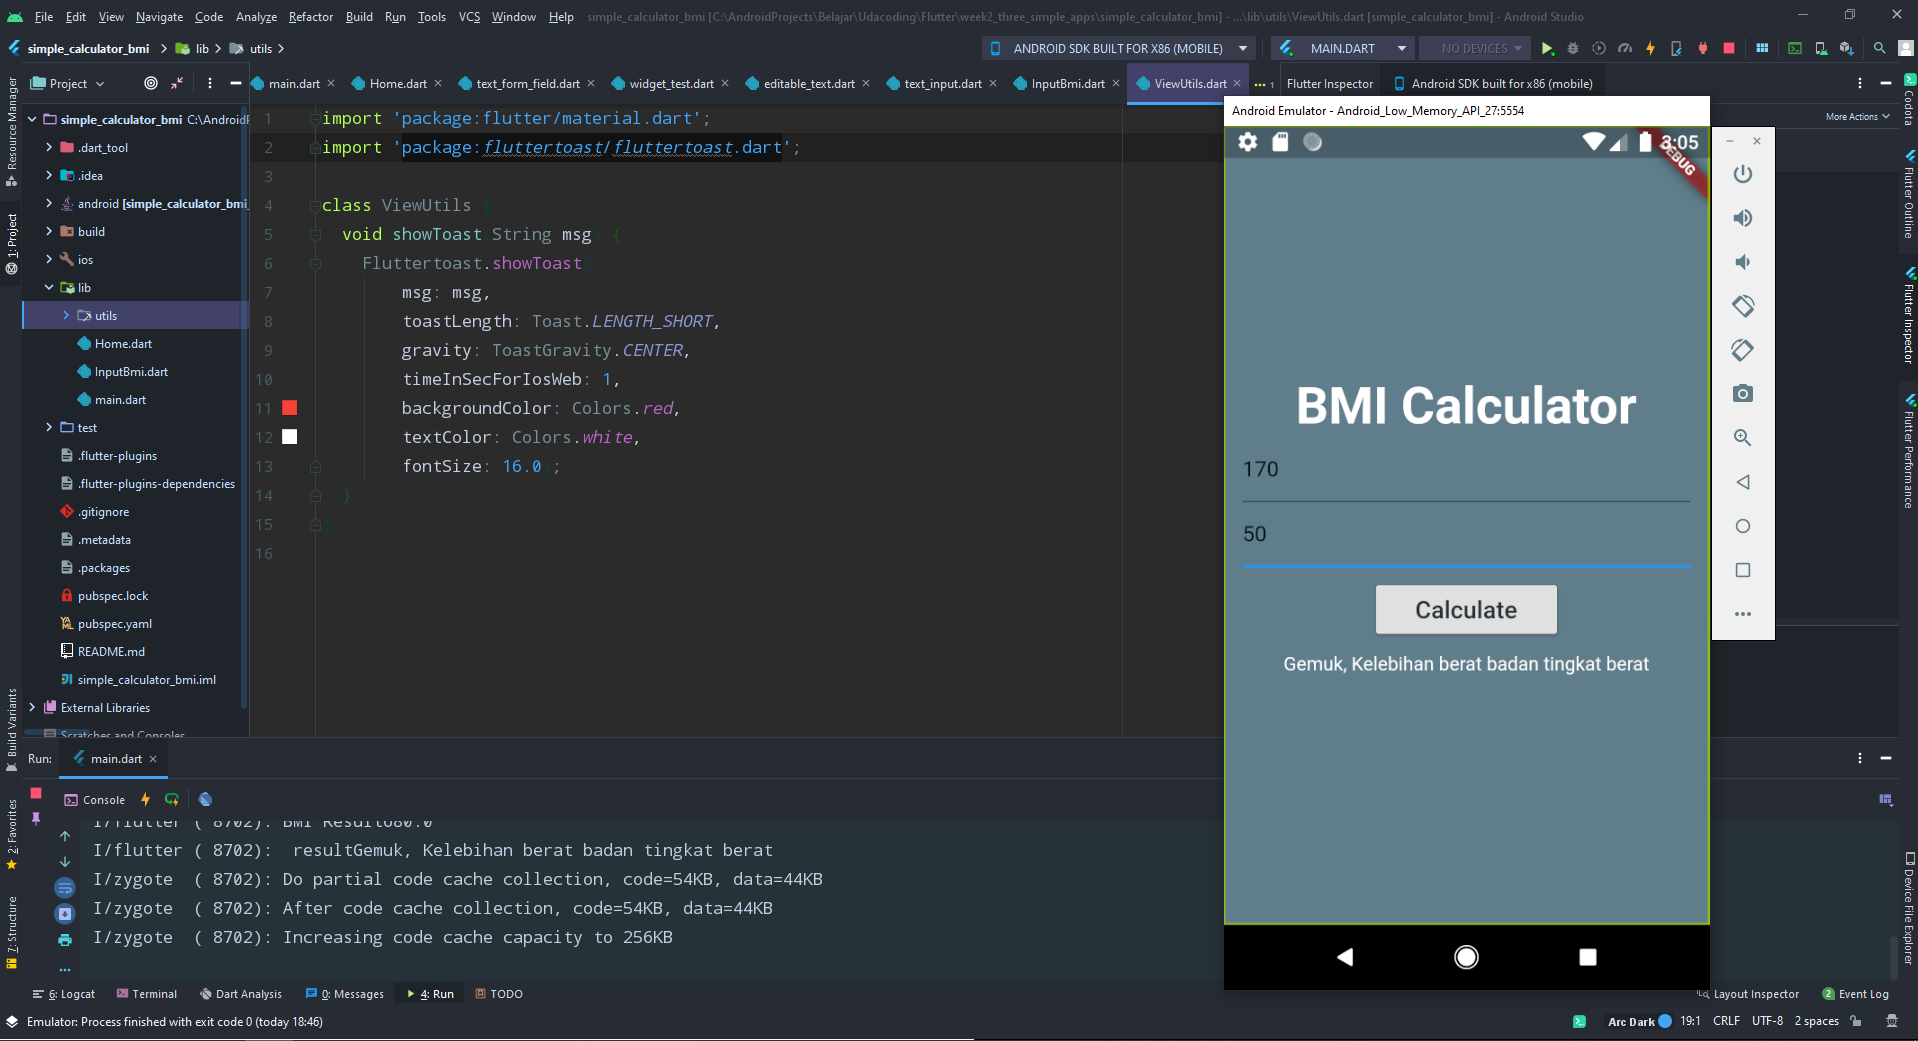 File Edit View Navigate Code Analyze Refactor Build Run Tools VCS Window Help simple_calculator_bmi [C:\AndroidProjects\Belajar\Udacoding\Flutter\week2_three_simple_apps\simple_calculator_bmi] - ...\lib\utils\ViewUtils.dart [simple_calculator_bmi] - Android Studio
simple_calculator_bmi lib utils ANDROID SDK BUILT FOR X86 (MOBILE) MAIN.DART NO DEVICES
Project main.dart Home.dart text_form_field.dart widget_test.dart editable_text.dart text_input.dart InputBmi.dart ViewUtils.dart 1 Flutter Inspector Android SDK built for x86 (mobile)
Resource Manager
1: Project
Build Variants
2: Favorites
7: Structure
simple_calculator_bmi C:\Android
.dart_tool
.idea
android [simple_calculator_bmi_
build
ios
lib
utils
Home.dart
InputBmi.dart
main.dart
test
.flutter-plugins
.flutter-plugins-dependencies
.gitignore
.metadata
.packages
pubspec.lock
pubspec.yaml
README.md
simple_calculator_bmi.iml
External Libraries
Scratches and Consoles
1 import 'package:flutter/material.dart';
2 import 'package:fluttertoast/fluttertoast.dart';
3
4 class ViewUtils {
5 void showToast(String msg) {
6 Fluttertoast.showToast(
7 msg: msg,
8 toastLength: Toast.LENGTH_SHORT,
9 gravity: ToastGravity.CENTER,
10 timeInSecForIosWeb: 1,
11 backgroundColor: Colors.red,
12 textColor: Colors.white,
13 fontSize: 16.0);
14 }
15 }
16
Android Emulator - Android_Low_Memory_API_27:5554
3:05
DEBUG
BMI Calculator
170
50
Calculate
Gemuk, Kelebihan berat badan tingkat berat
More Actions
Codota
Flutter Outline
Flutter Inspector
Flutter Performance
Device File Explorer
Run: main.dart
Console
I/flutter ( 8702): BMI Result680.0
I/flutter ( 8702): resultGemuk, Kelebihan berat badan tingkat berat
I/zygote ( 8702): Do partial code cache collection, code=54KB, data=44KB
I/zygote ( 8702): After code cache collection, code=54KB, data=44KB
I/zygote ( 8702): Increasing code cache capacity to 256KB
6: Logcat Terminal Dart Analysis 0: Messages 4: Run TODO Layout Inspector 2 Event Log
Emulator: Process finished with exit code 0 (today 18:46) Arc Dark 19:1 CRLF UTF-8 2 spaces